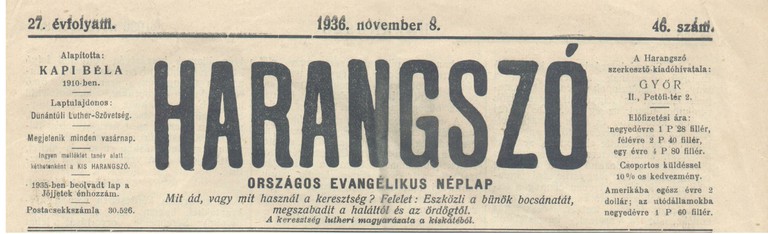 27. évfolyam.
1936. november 8.
46. szám.
Alapította:
KAPI BÉLA
1910-ben.
Laptulajdonos:
Dunántúli Luther-Szövetség.
Megjelenik minden vasárnap.
Ingyen melléklet tanév alatt
kéthetenként a KIS HARANGSZÓ.
1935-ben beolvadt lap a
Jöjjetek énhozzám.
Postacsekkszámla 30.526.
HARANGSZÓ
ORSZÁGOS EVANGÉLIKUS NÉPLAP
Mit ád, vagy mit használ a keresztség? Felelet: Eszközli a bűnök bocsánatát,
megszabadít a haláltól és az ördögtől.
A keresztség lutheri magyarázata a kiskátéból.
A Harangszó
szerkesztő-kiadóhivatala:
GYŐR
II., Petőfi-tér 2.
Előfizetési ára:
negyedévre 1 P 28 fillér,
félévre 2 P 40 fillér,
egy évre 4 P 80 fillér.
Csoportos küldéssel
10%-os kedvezmény.
Amerikába egész évre 2
dollár; az utódállamokba
negyedévre 1 P 60 fillér.